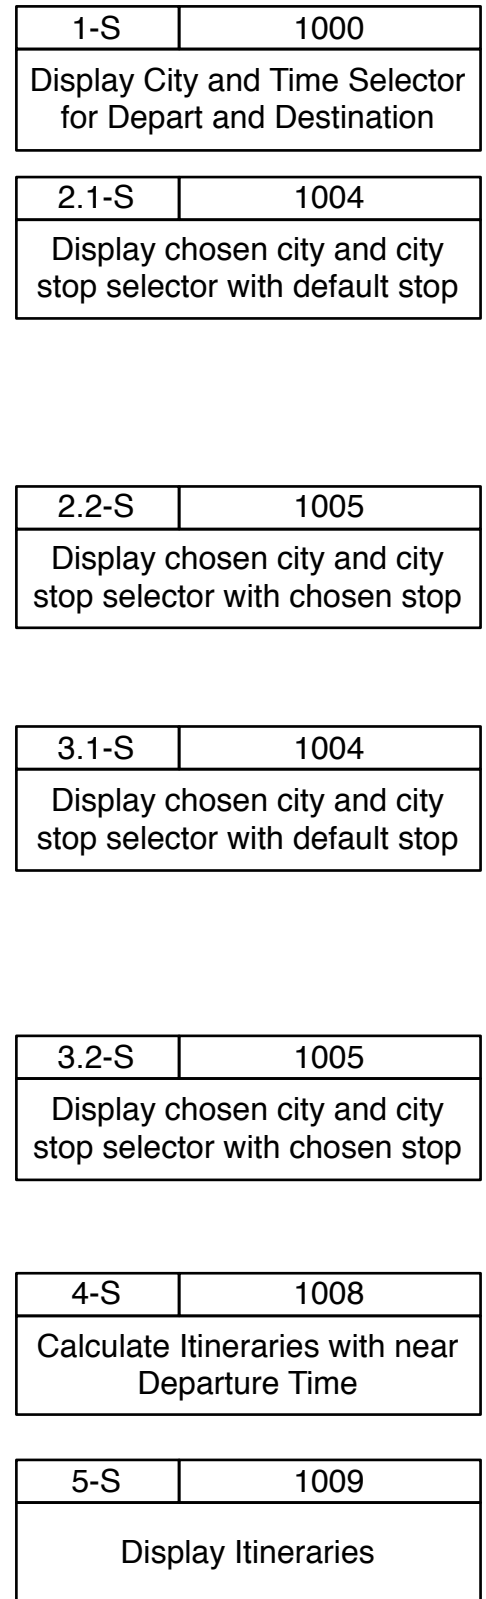 1-S 1000
Display City and Time Selector
for Depart and Destination
2.1-S 1004
Display chosen city and city
stop selector with default stop
2.2-S 1005
Display chosen city and city
stop selector with chosen stop
3.1-S 1004
Display chosen city and city
stop selector with default stop
3.2-S 1005
Display chosen city and city
stop selector with chosen stop
4-S 1008
Calculate Itineraries with near
Departure Time
5-S 1009
Display Itineraries